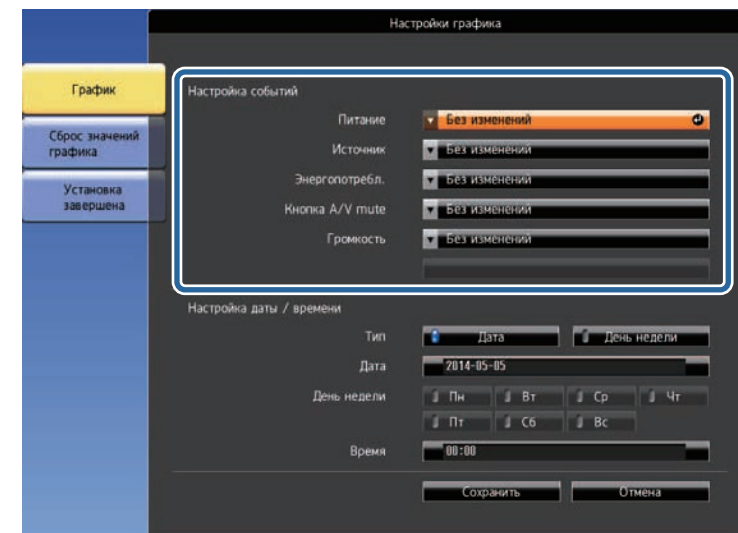 Настройки графика
График
Сброс значений
графика
Установка
завершена
Настройка событий
Питание Без изменений
Источник Без изменений
Энергопотребл. Без изменений
Кнопка A/V mute Без изменений
Громкость Без изменений
Настройка даты / времени
Тип Дата День недели
Дата 2014-05-05
День недели Пн Вт Ср Чт
Пт Сб Вс
Время 00:00
Сохранить Отмена